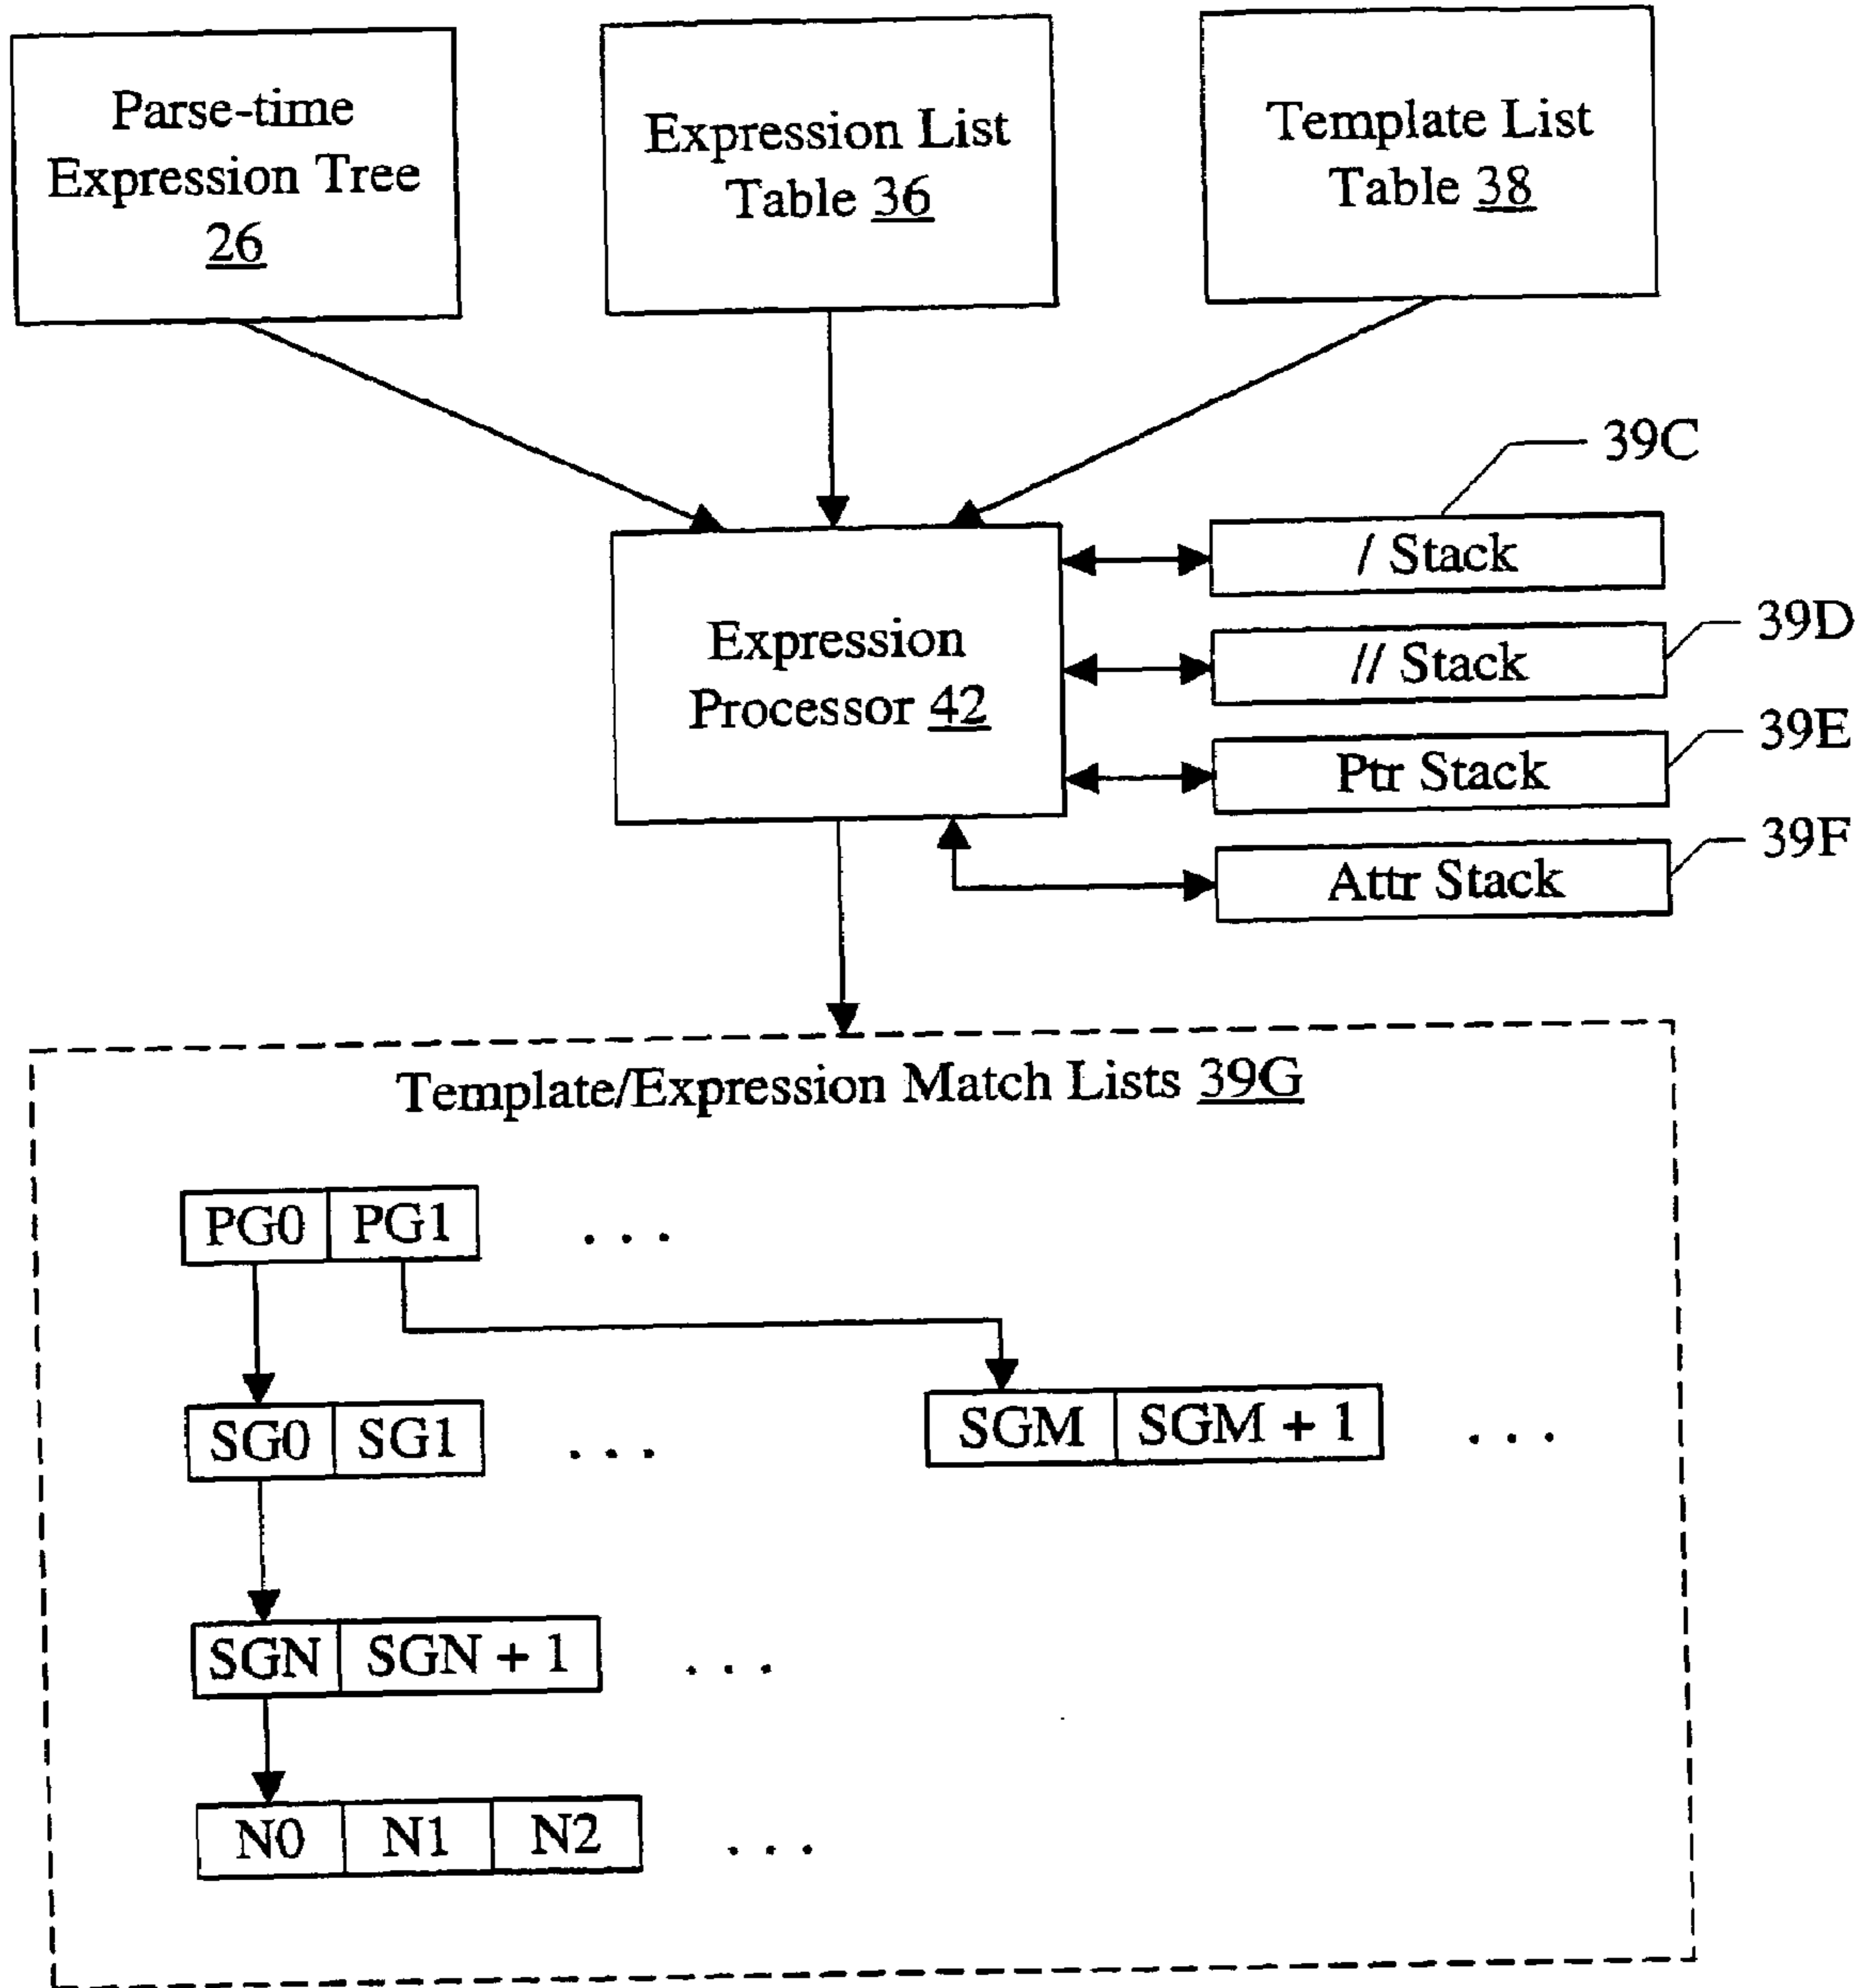 Parse-time
Expression Tree
26
Expression List
Table 36
Template List
Table 38
39C
/ Stack
39D
// Stack
Expression
Processor 42
39E
Ptr Stack
39F
Attr Stack
Template/Expression Match Lists 39G
PG0 PG1 ...
SG0 SG1 ... SGM SGM + 1 ...
SGN SGN + 1 ...
N0 N1 N2 ...